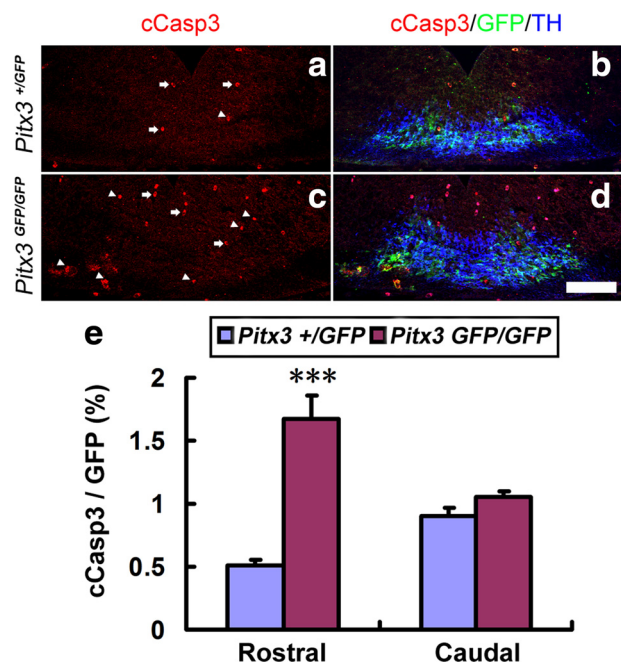 cCasp3
cCasp3/GFP/TH
Pitx3 +/GFP
a
b
Pitx3 GFP/GFP
c
d
e
Pitx3 +/GFP
Pitx3 GFP/GFP
cCasp3 / GFP (%)
2
1.5
1
0.5
0
***
Rostral
Caudal